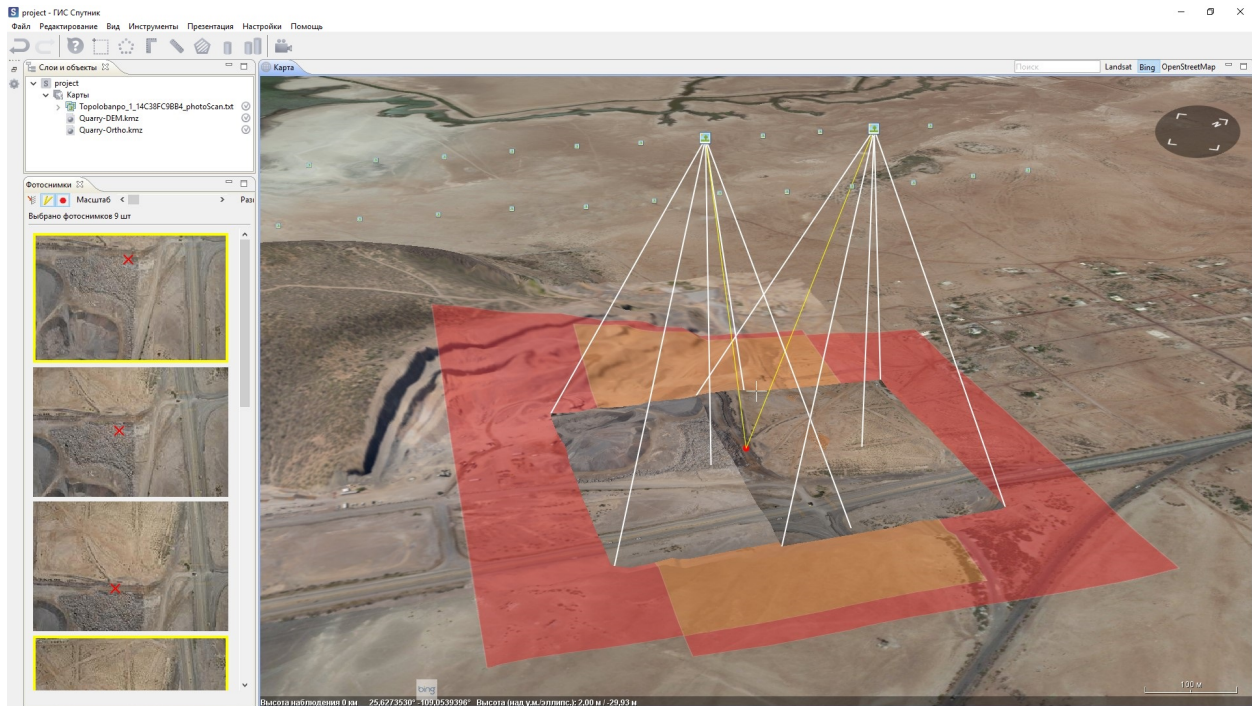 project - ГИС Спутник
Файл Редактирование Вид Инструменты Презентация Настройки Помощь
Слои и объекты
project
Карты
Topolobanpo_1_14C38FC9BB4_photoScan.txt
Quarry-DEM.kmz
Quarry-Ortho.kmz
Фотоснимки
Масштаб
Раз
Выбрано фотоснимков 9 шт
Карта
Поиск
Landsat Bing OpenStreetMap
N
bing
100 м
Высота наблюдения 0 км 25,6273530° -109,0539396° Высота (над у.м./эллипс.): 2,00 м / -29,93 м